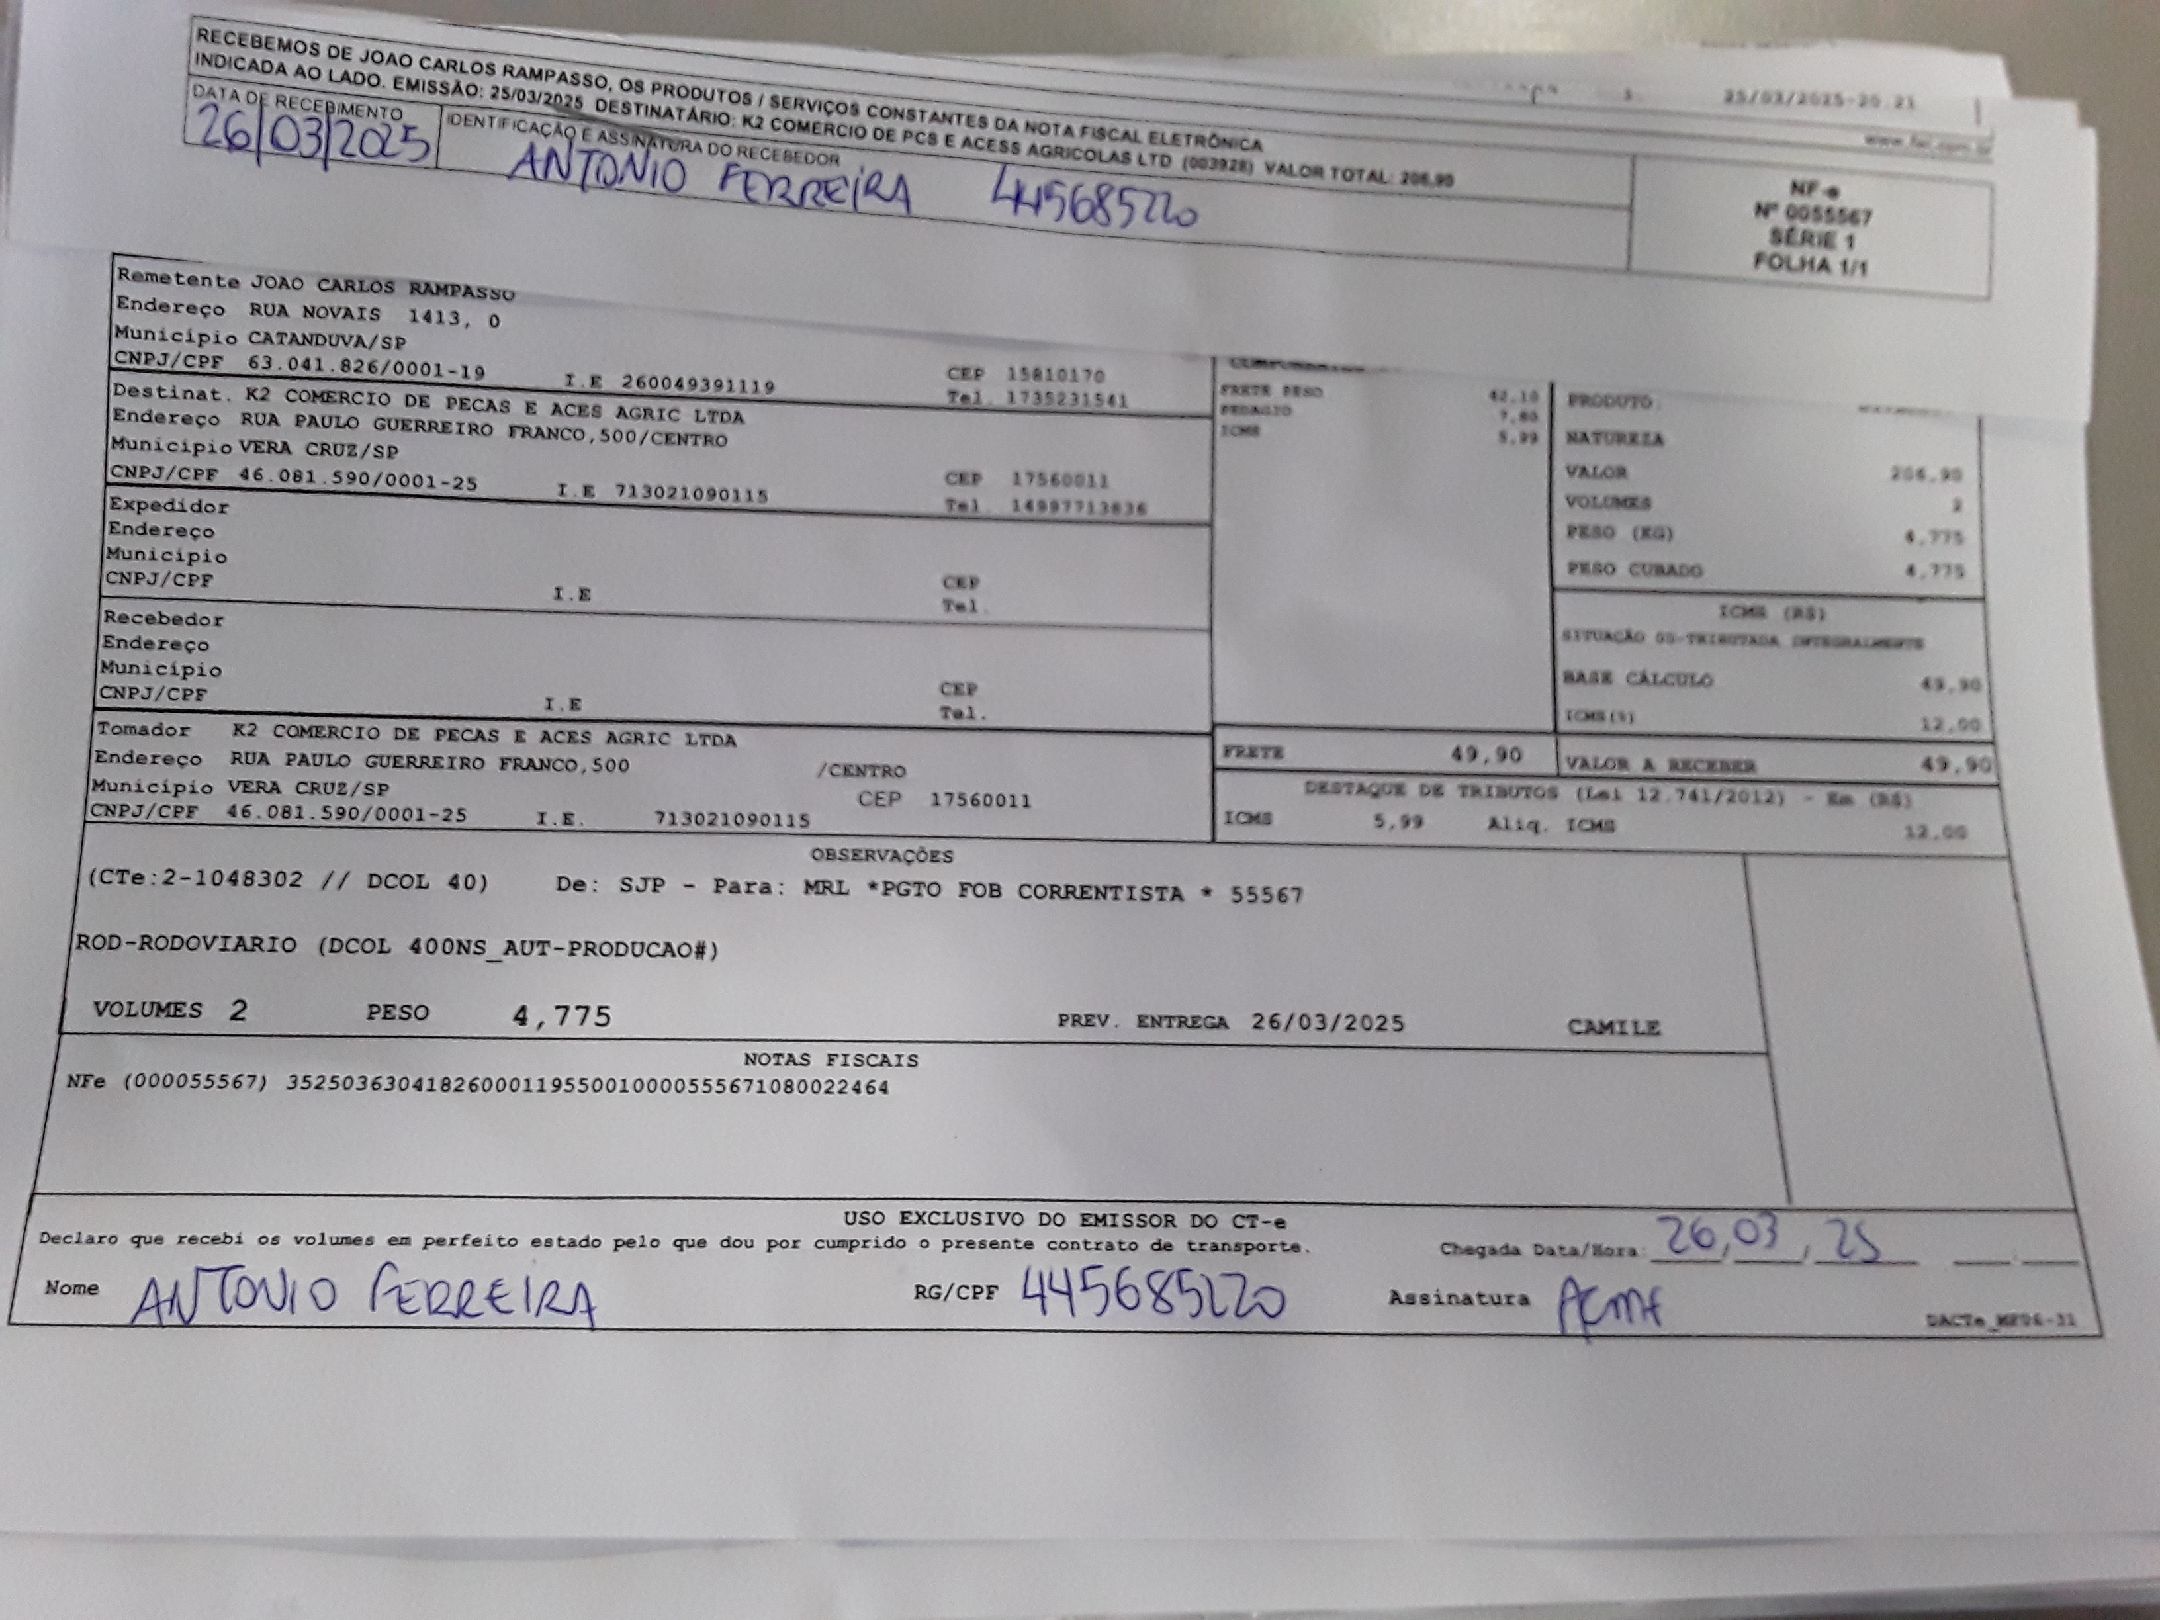 25/03/2025-20.21
www.
RECEBEMOS DE JOAO CARLOS RAMPASSO, OS PRODUTOS / SERVIÇOS CONSTANTES DA NOTA FISCAL ELETRÔNICA
INDICADA AO LADO. EMISSÃO: 25/03/2025 DESTINATÁRIO: K2 COMERCIO DE PCS E ACESS AGRICOLAS LTD (003928) VALOR TOTAL: 206,90
DATA DE RECEBIMENTO IDENTIFICAÇÃO E ASSINATURA DO RECEBEDOR
26/03/2025 ANTONIO FERREIRA 445685220
NF-e
Nº 0055567
SÉRIE 1
FOLHA 1/1
Remetente JOAO CARLOS RAMPASSO
Endereço RUA NOVAIS 1413, 0
Município CATANDUVA/SP
CNPJ/CPF 63.041.826/0001-19 I.E 260049391119 CEP 15810170
Tel. 1735231541
Destinat. K2 COMERCIO DE PECAS E ACES AGRIC LTDA
Endereço RUA PAULO GUERREIRO FRANCO,500/CENTRO
Município VERA CRUZ/SP
CNPJ/CPF 46.081.590/0001-25 I.E 713021090115 CEP 17560011
Tel. 14997713636
Expedidor
Endereço
Município
CNPJ/CPF I.E CEP
Tel.
Recebedor
Endereço
Município
CNPJ/CPF I.E CEP
Tel.
Tomador K2 COMERCIO DE PECAS E ACES AGRIC LTDA
Endereço RUA PAULO GUERREIRO FRANCO,500 /CENTRO
Município VERA CRUZ/SP CEP 17560011
CNPJ/CPF 46.081.590/0001-25 I.E. 713021090115
FRETE PESO 42,10
PEDAGIO 7,80
ICMS 5,99
FRETE 49,90
PRODUTO
NATUREZA
VALOR 206,90
VOLUMES 2
PESO (KG) 4,775
PESO CUBADO 4,775
ICMS (R$)
SITUAÇÃO 00-TRIBUTADA INTEGRALMENTE
BASE CÁLCULO 49,90
ICMS(%) 12,00
VALOR A RECEBER 49,90
DESTAQUE DE TRIBUTOS (Lei 12.741/2012) - Em (R$)
ICMS 5,99 Aliq. ICMS 12,00
OBSERVAÇÕES
(CTe:2-1048302 // DCOL 40) De: SJP - Para: MRL *PGTO FOB CORRENTISTA * 55567
ROD-RODOVIARIO (DCOL 400NS_AUT-PRODUCAO#)
VOLUMES 2 PESO 4,775 PREV. ENTREGA 26/03/2025 CAMILE
NOTAS FISCAIS
NFe (000055567) 35250363041826000119550010000555671080022464
USO EXCLUSIVO DO EMISSOR DO CT-e
Declaro que recebi os volumes em perfeito estado pelo que dou por cumprido o presente contrato de transporte. Chegada Data/Hora: 26/03/25
Nome ANTONIO FERREIRA RG/CPF 445685220 Assinatura